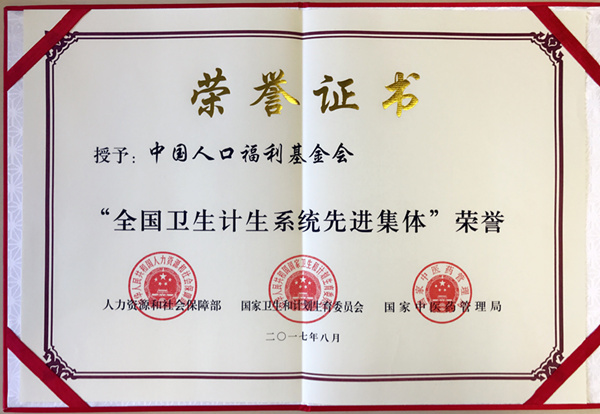 荣誉证书
授予：中国人口福利基金会
“全国卫生计生系统先进集体”荣誉
人力资源和社会保障部 国家卫生和计划生育委员会 国家中医药管理局
二〇一七年八月